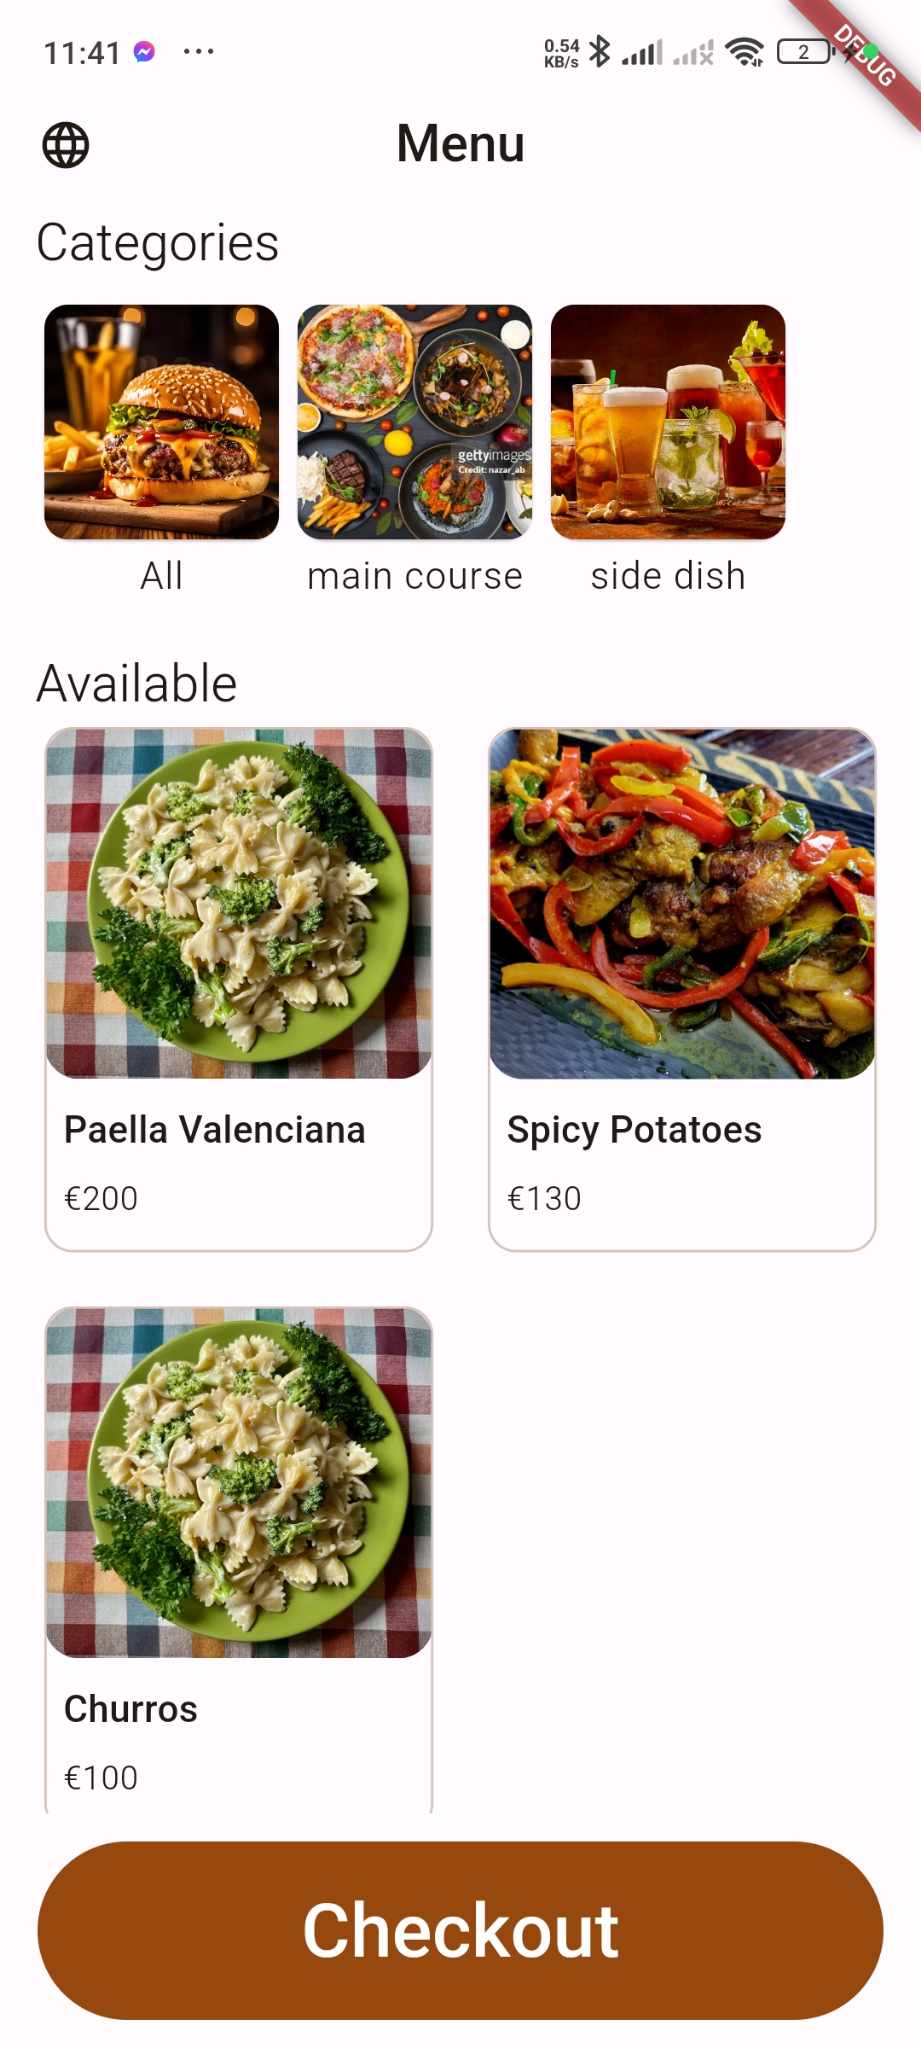 11:41 ...
0.54
KB/s
2
DEBUG
Menu
Categories
gettyimages
Credit: nazar_ab
All
main course
side dish
Available
Paella Valenciana
Spicy Potatoes
€200
€130
Churros
€100
Checkout